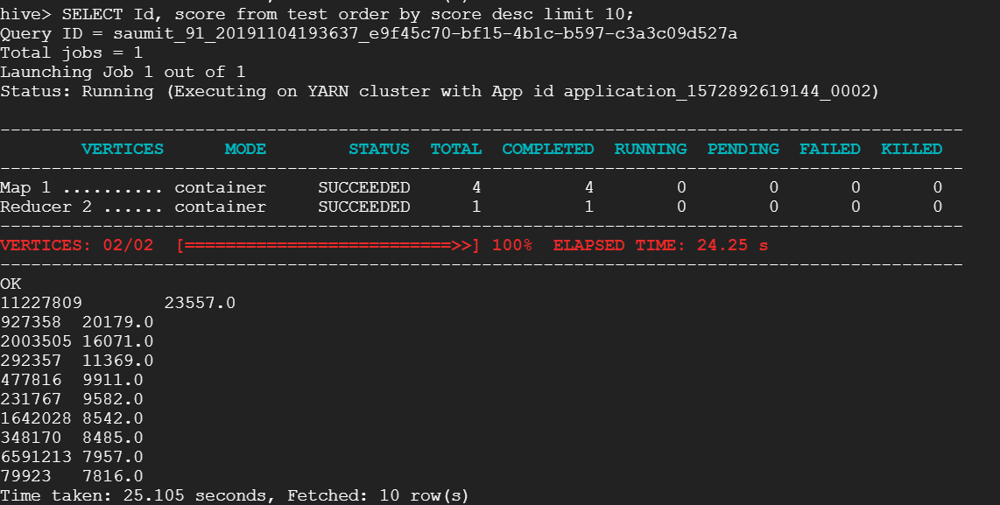 hive> SELECT Id, score from test order by score desc limit 10;
Query ID = saumit_91_20191104193637_e9f45c70-bf15-4b1c-b597-c3a3c09d527a
Total jobs = 1
Launching Job 1 out of 1
Status: Running (Executing on YARN cluster with App id application_1572892619144_0002)
----------------------------------------------------------------------------------------------
        VERTICES      MODE        STATUS  TOTAL  COMPLETED  RUNNING  PENDING  FAILED  KILLED
----------------------------------------------------------------------------------------------
Map 1 .......... container     SUCCEEDED      4          4        0        0       0       0
Reducer 2 ...... container     SUCCEEDED      1          1        0        0       0       0
----------------------------------------------------------------------------------------------
VERTICES: 02/02  [==========================>>] 100%  ELAPSED TIME: 24.25 s
----------------------------------------------------------------------------------------------
OK
11227809        23557.0
927358  20179.0
2003505 16071.0
292357  11369.0
477816  9911.0
231767  9582.0
1642028 8542.0
348170  8485.0
6591213 7957.0
79923   7816.0
Time taken: 25.105 seconds, Fetched: 10 row(s)